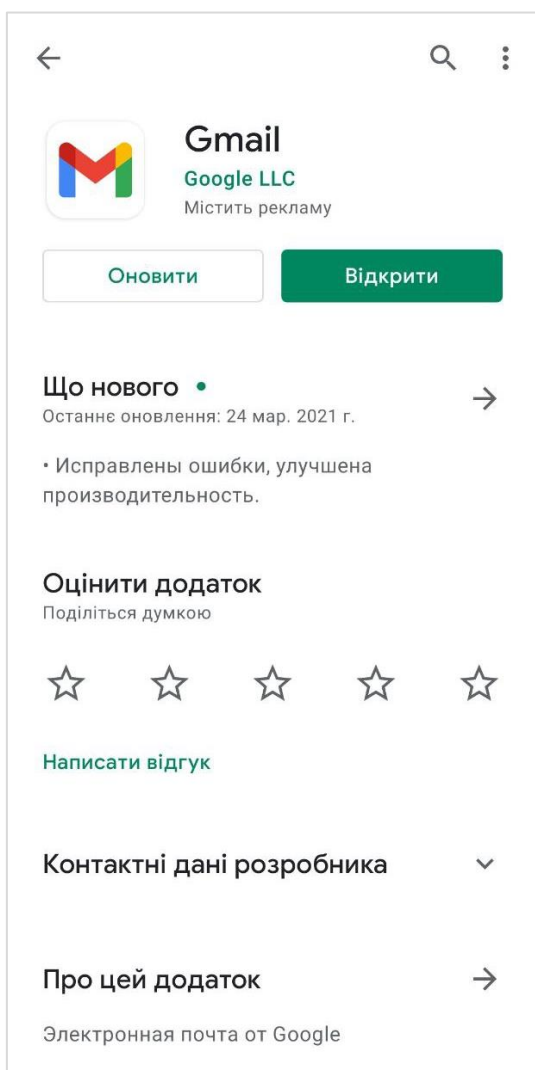 Gmail
Google LLC
Містить рекламу
Оновити
Відкрити
Що нового •
Останнє оновлення: 24 мар. 2021 г.
• Исправлены ошибки, улучшена
производительность.
Оцінити додаток
Поділіться думкою
Написати відгук
Контактні дані розробника
Про цей додаток
Электронная почта от Google